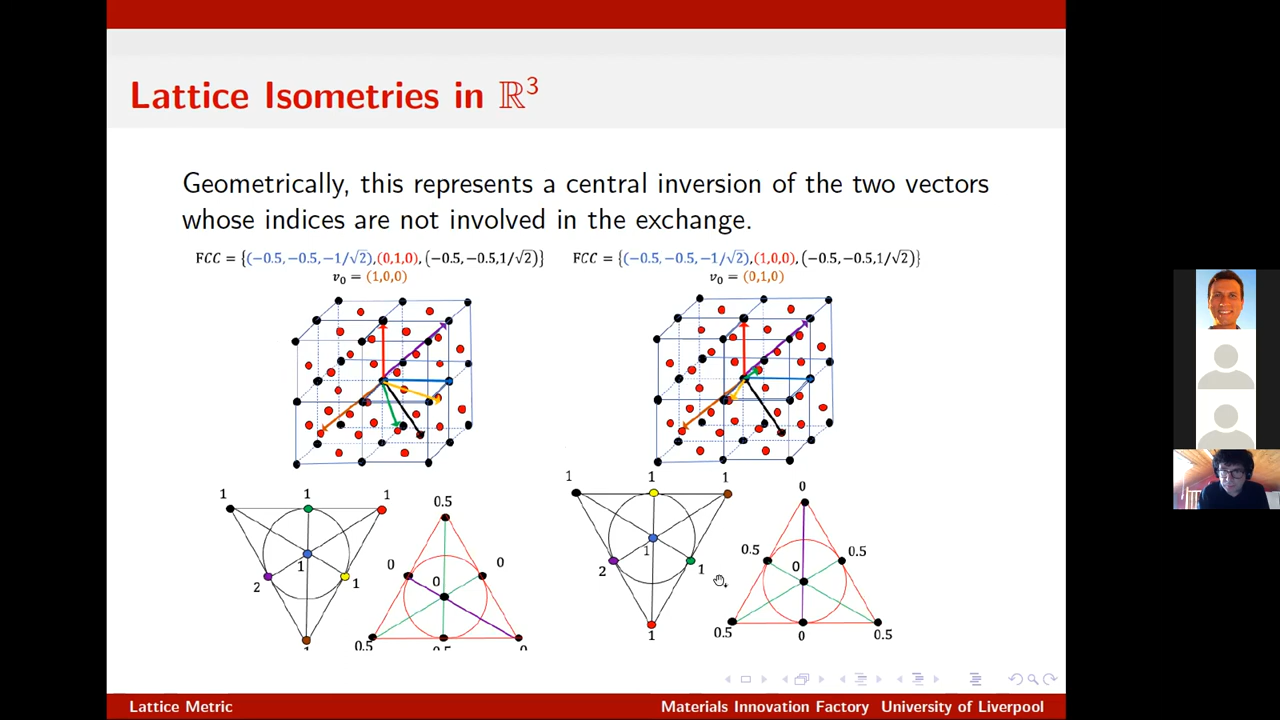 Lattice Isometries in ℝ³
Geometrically, this represents a central inversion of the two vectors
whose indices are not involved in the exchange.
FCC = {(−0.5,−0.5,−1/√2),(0,1,0),(−0.5,−0.5,1/√2)}
v₀ = (1,0,0)
FCC = {(−0.5,−0.5,−1/√2),(1,0,0),(−0.5,−0.5,1/√2)}
v₀ = (0,1,0)
1 1 1
1
2 1
1
0.5
0 0
0
0.5 0.5 0
1 1 1
1
2 1
1
0
0.5 0.5
0
0.5 0 0.5
Lattice Metric
Materials Innovation Factory University of Liverpool